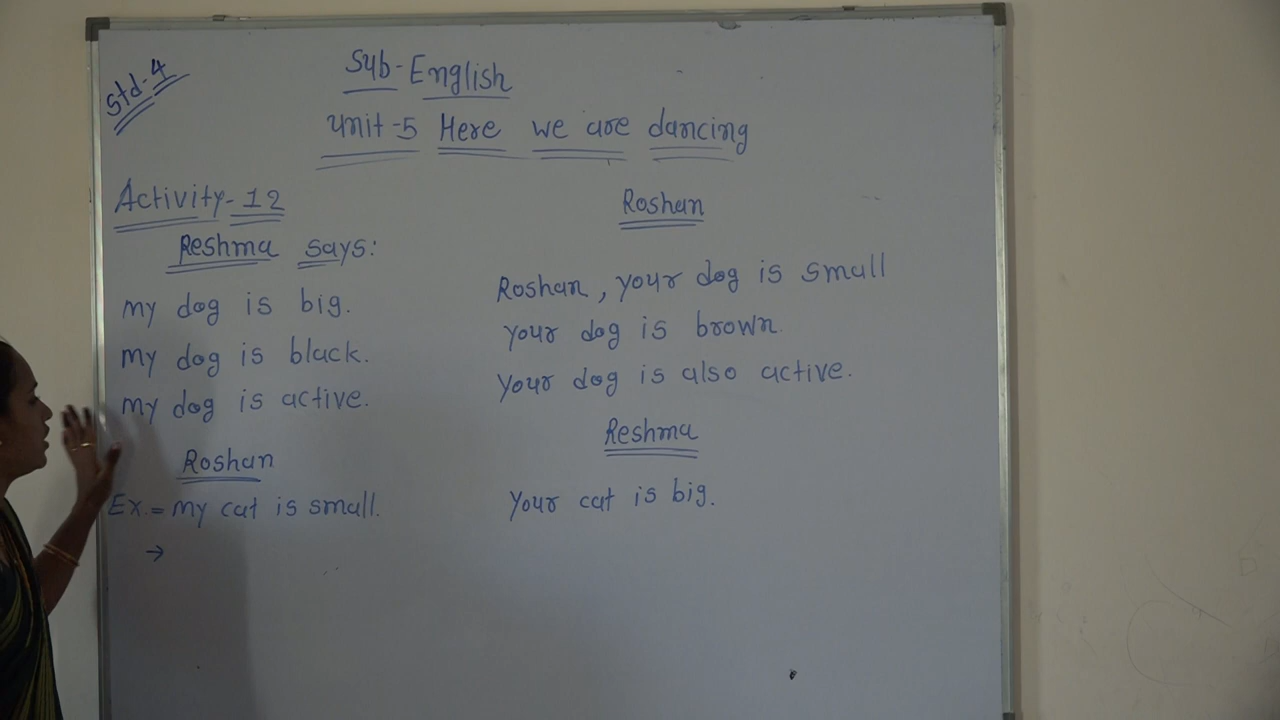 Std-4
Sub-English
Unit-5 Here we are dancing
Activity-12
Reshma says:
my dog is big.
my dog is black.
my dog is active.
Roshan
Ex.= my cat is small.
→
Roshan
Roshan, your dog is small
your dog is brown.
Your dog is also active.
Reshma
Your cat is big.